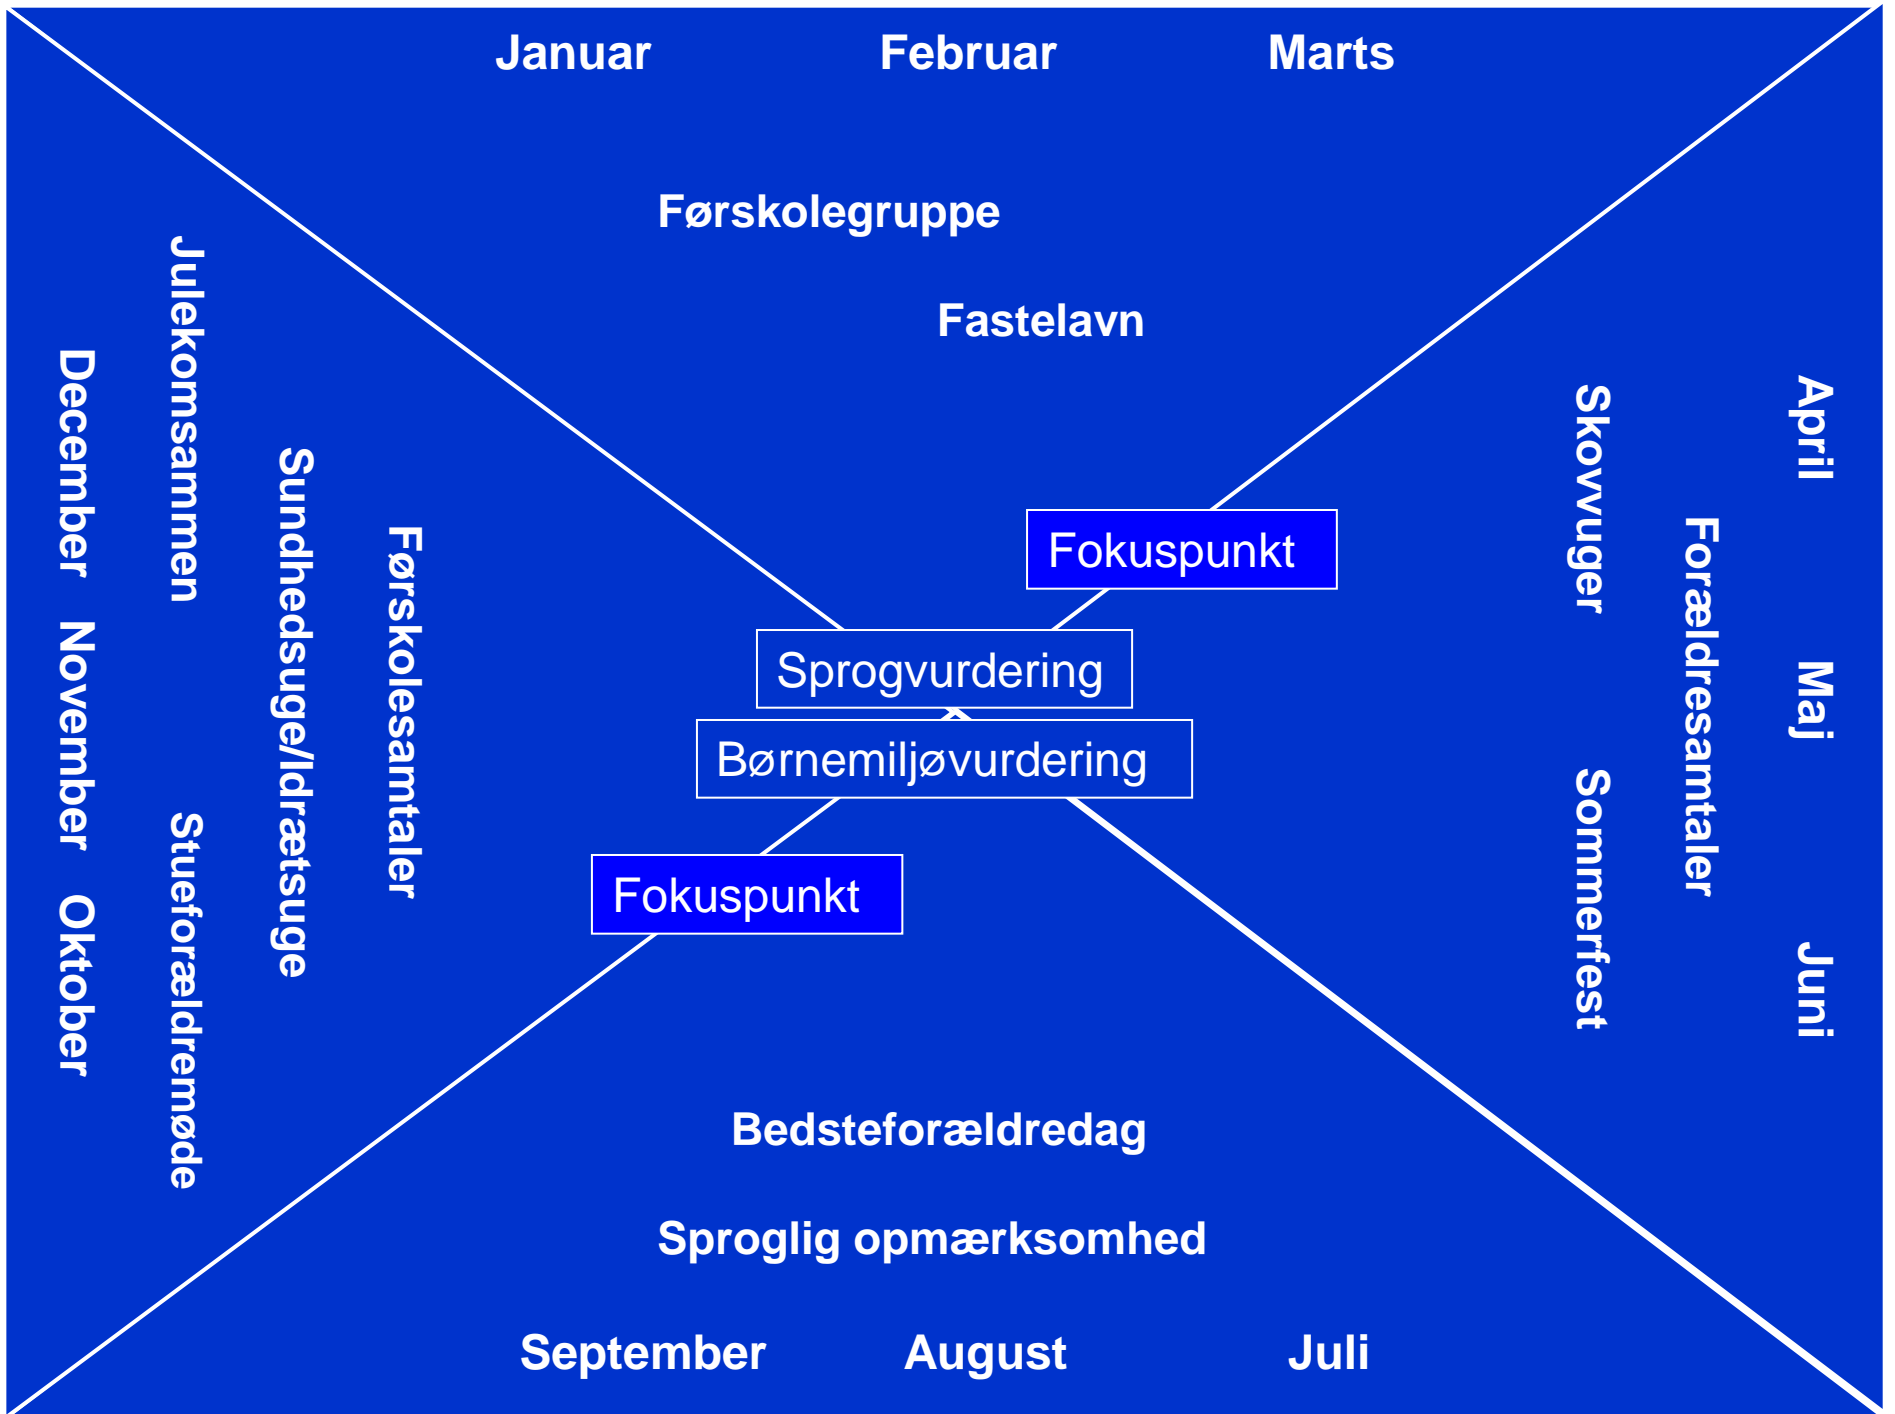 Januar Februar Marts
Førskolegruppe
Fastelavn
April Maj Juni
Forældresamtaler
Skovvuger Sommerfest
Fokuspunkt
Sprogvurdering
Børnemiljøvurdering
Fokuspunkt
Bedsteforældredag
Sproglig opmærksomhed
September August Juli
Førskolesamtaler
Sundhedsuge/Idrætsuge
Julekomsammen Stueforældremøde
December November Oktober